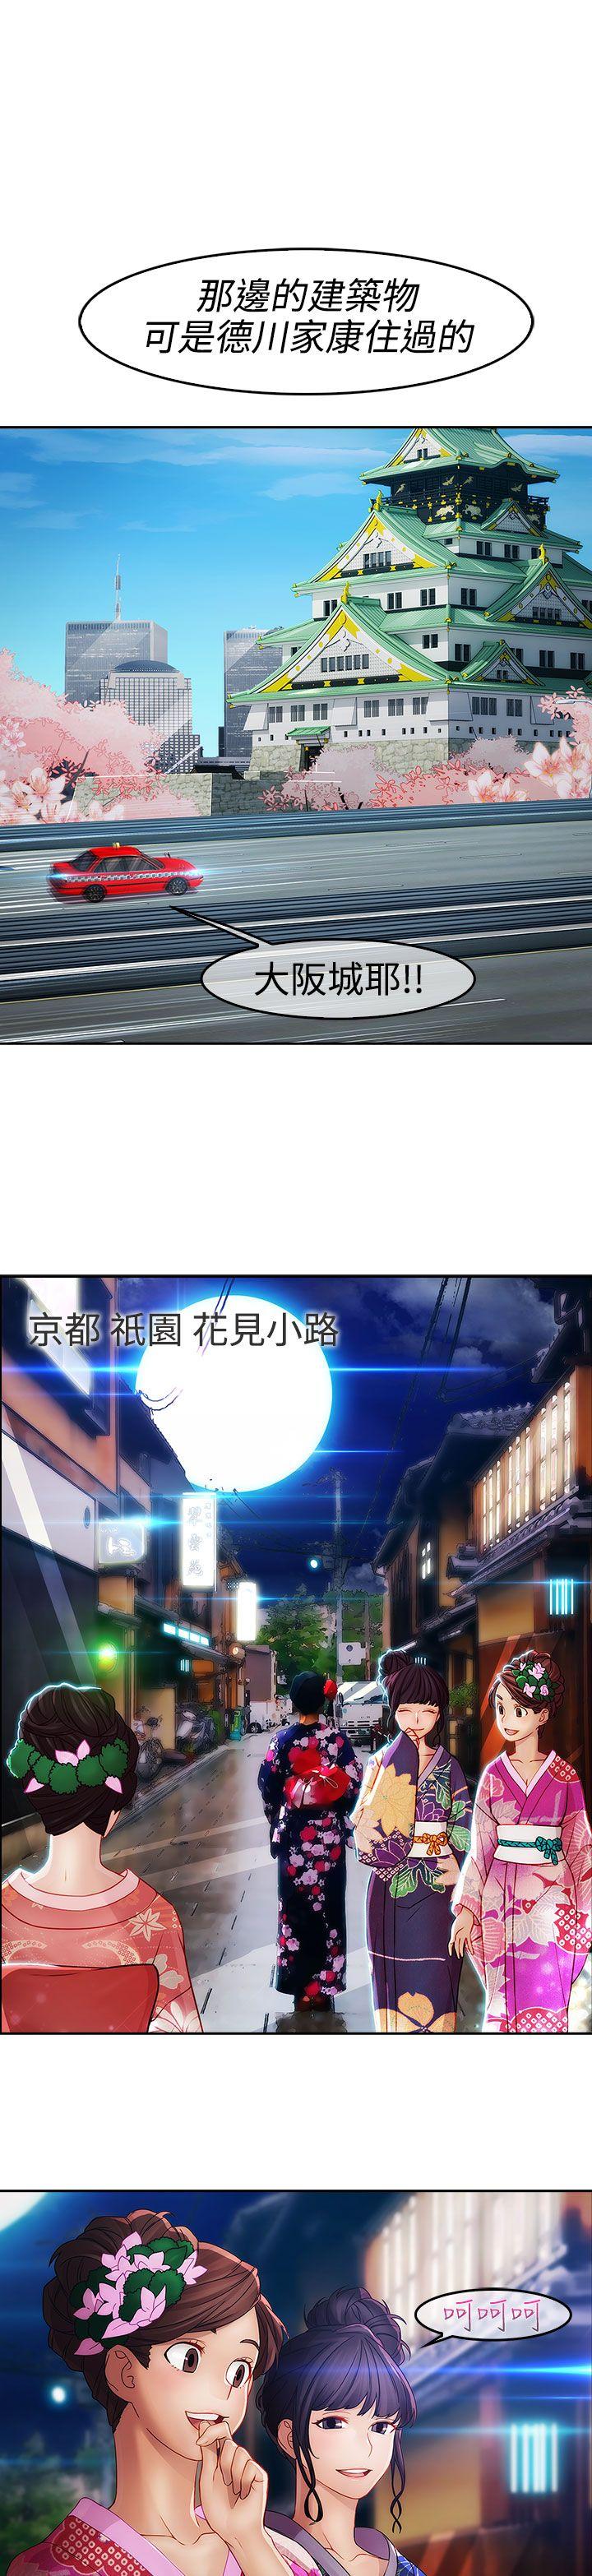 那邊的建築物
可是德川家康住過的
大阪城耶!!
京都 祇園 花見小路
呵呵呵